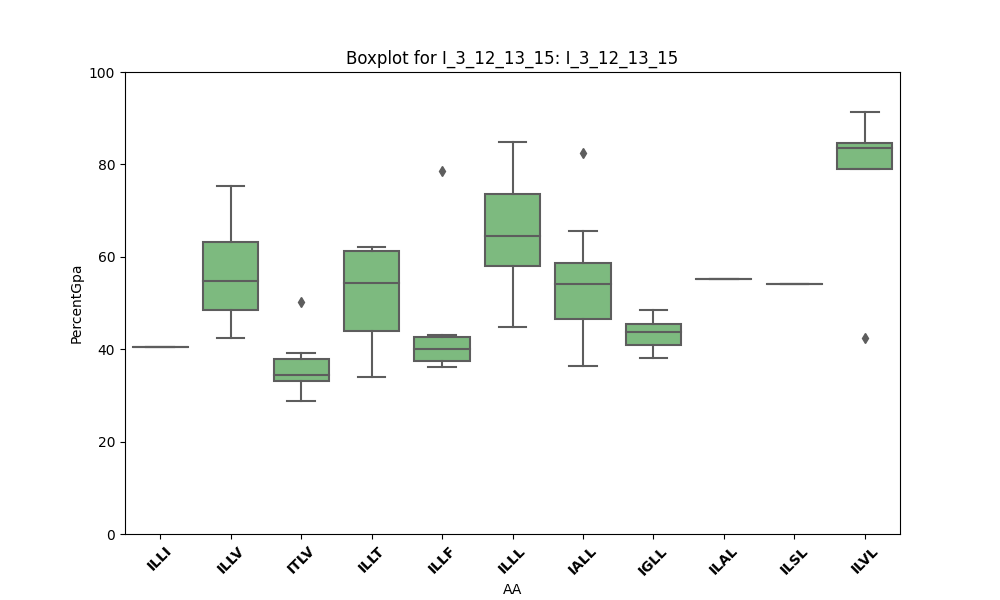 Boxplot for I_3_12_13_15: I_3_12_13_15
100
80
60
40
20
0
PercentGpa
ILLI
ILLV
ITLV
ILLT
ILLF
ILLL
IALL
IGLL
ILAL
ILSL
ILVL
AA